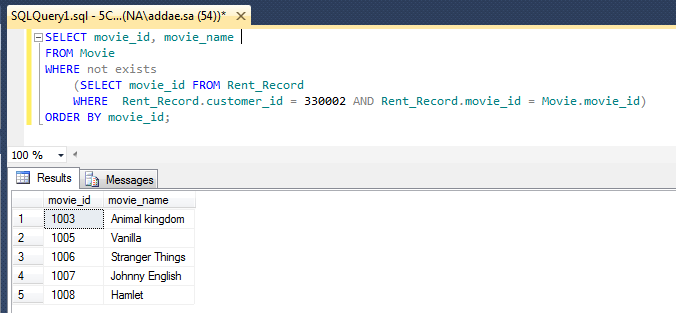 SQLQuery1.sql - 5C...(NA\addae.sa (54))*
SELECT movie_id, movie_name
FROM Movie
WHERE not exists
(SELECT movie_id FROM Rent_Record
WHERE Rent_Record.customer_id = 330002 AND Rent_Record.movie_id = Movie.movie_id)
ORDER BY movie_id;
100 %
Results Messages
movie_id movie_name
1 1003 Animal kingdom
2 1005 Vanilla
3 1006 Stranger Things
4 1007 Johnny English
5 1008 Hamlet